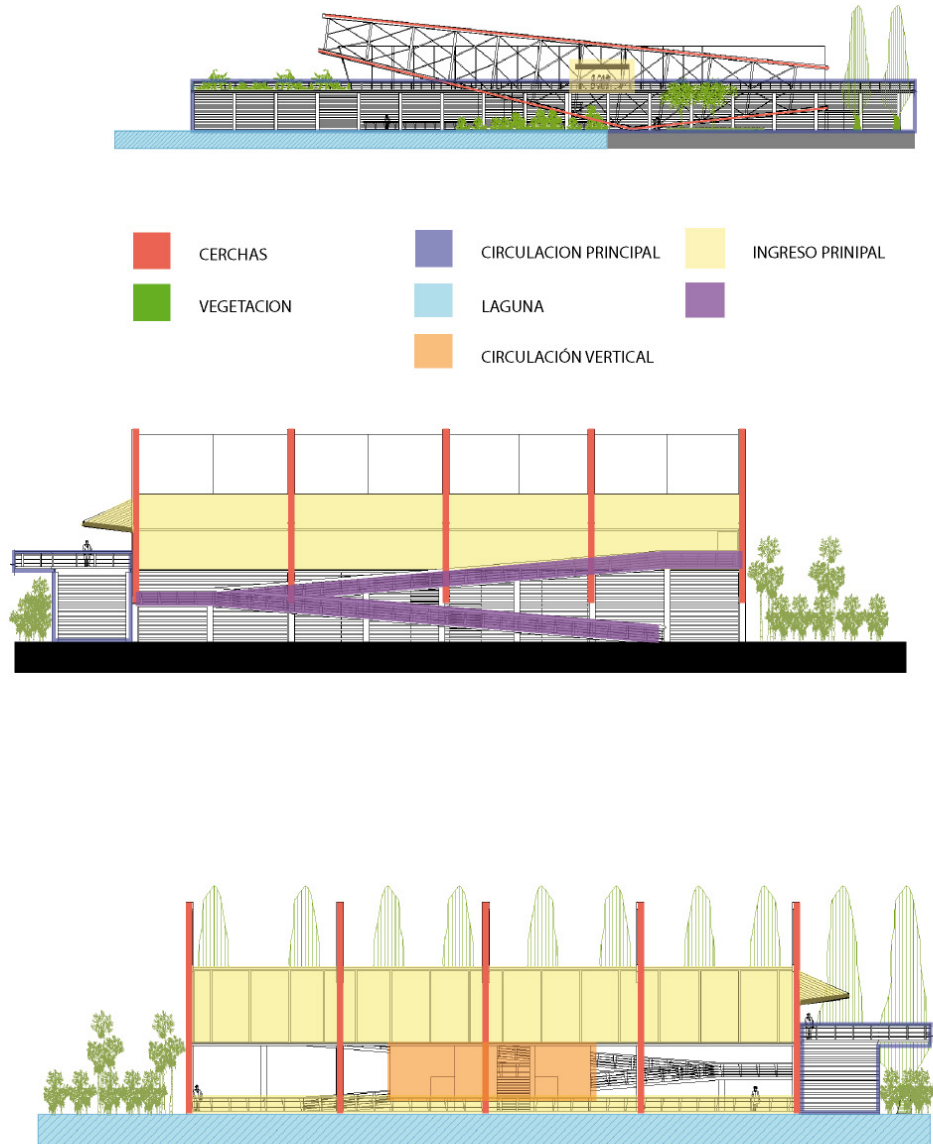 CERCHAS
CIRCULACION PRINCIPAL
INGRESO PRINIPAL
VEGETACION
LAGUNA
CIRCULACIÓN VERTICAL